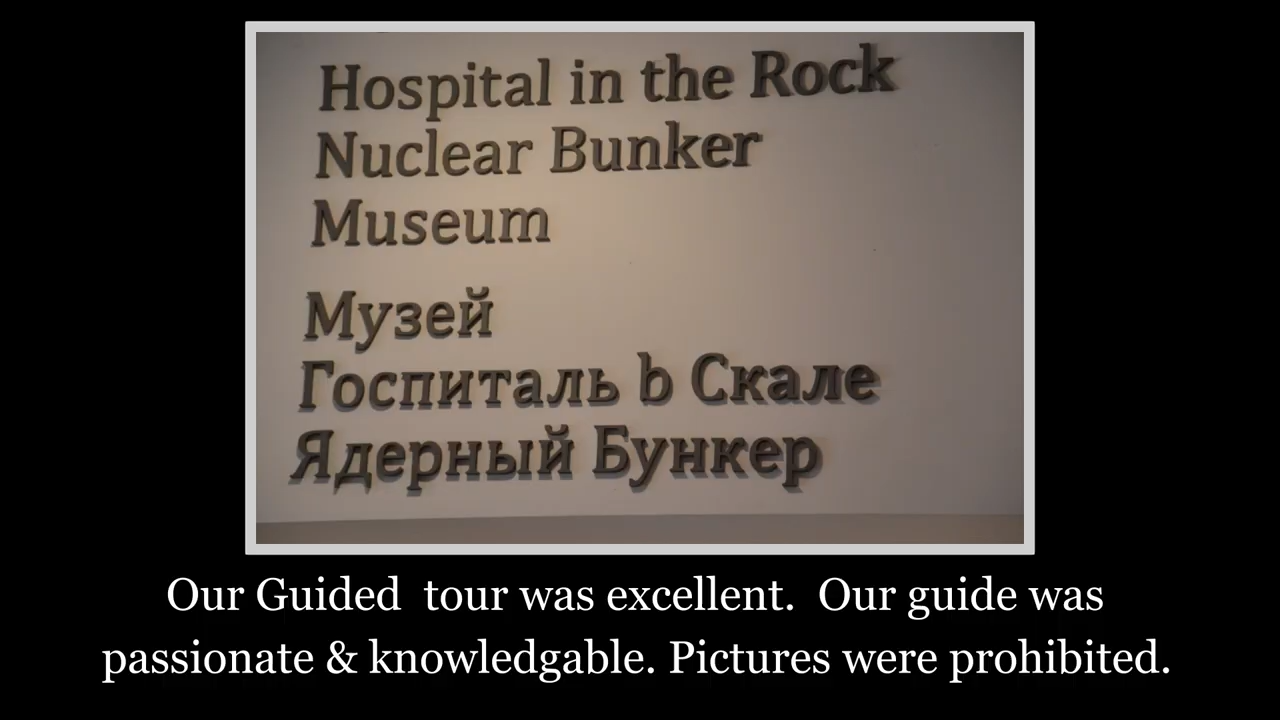 Hospital in the Rock
Nuclear Bunker
Museum
Музей
Госпиталь b Скале
Ядерный Бункер
Our Guided  tour was excellent.  Our guide was
passionate & knowledgable. Pictures were prohibited.